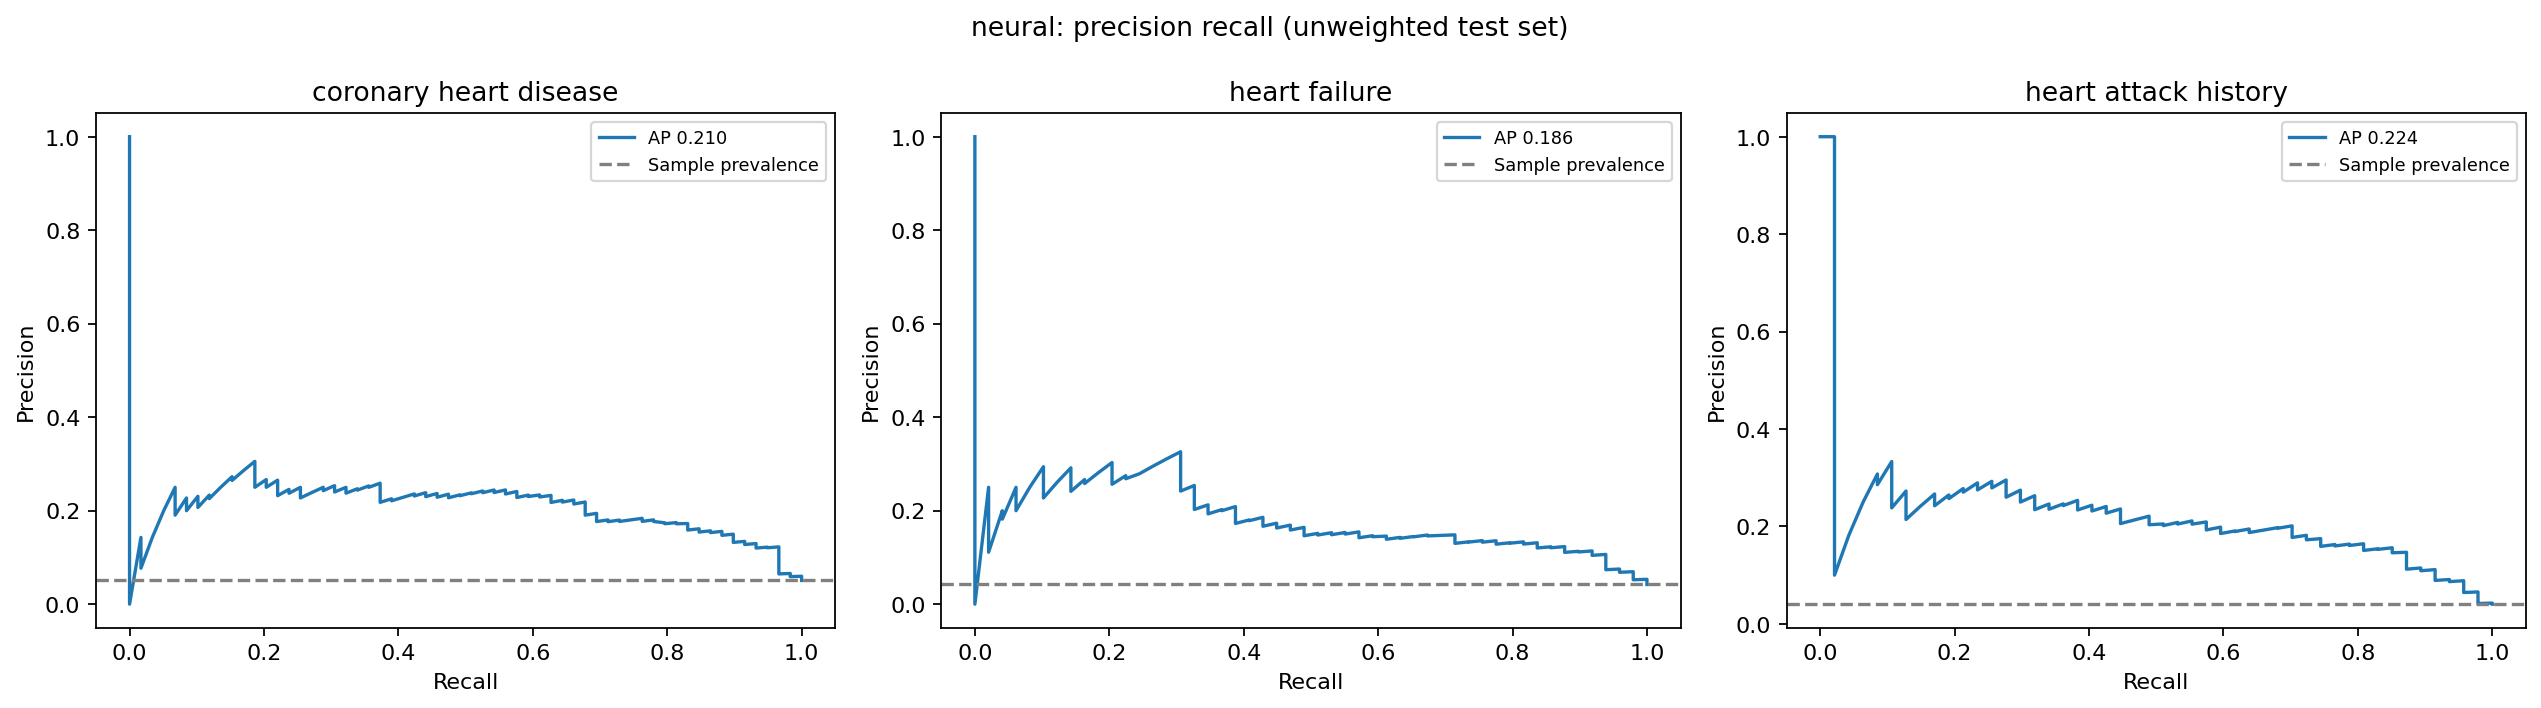 neural: precision recall (unweighted test set)
coronary heart disease
AP 0.210
Sample prevalence
1.0
0.8
0.6
0.4
0.2
0.0
Precision
0.0 0.2 0.4 0.6 0.8 1.0
Recall
heart failure
AP 0.186
Sample prevalence
1.0
0.8
0.6
0.4
0.2
0.0
Precision
0.0 0.2 0.4 0.6 0.8 1.0
Recall
heart attack history
AP 0.224
Sample prevalence
1.0
0.8
0.6
0.4
0.2
0.0
Precision
0.0 0.2 0.4 0.6 0.8 1.0
Recall